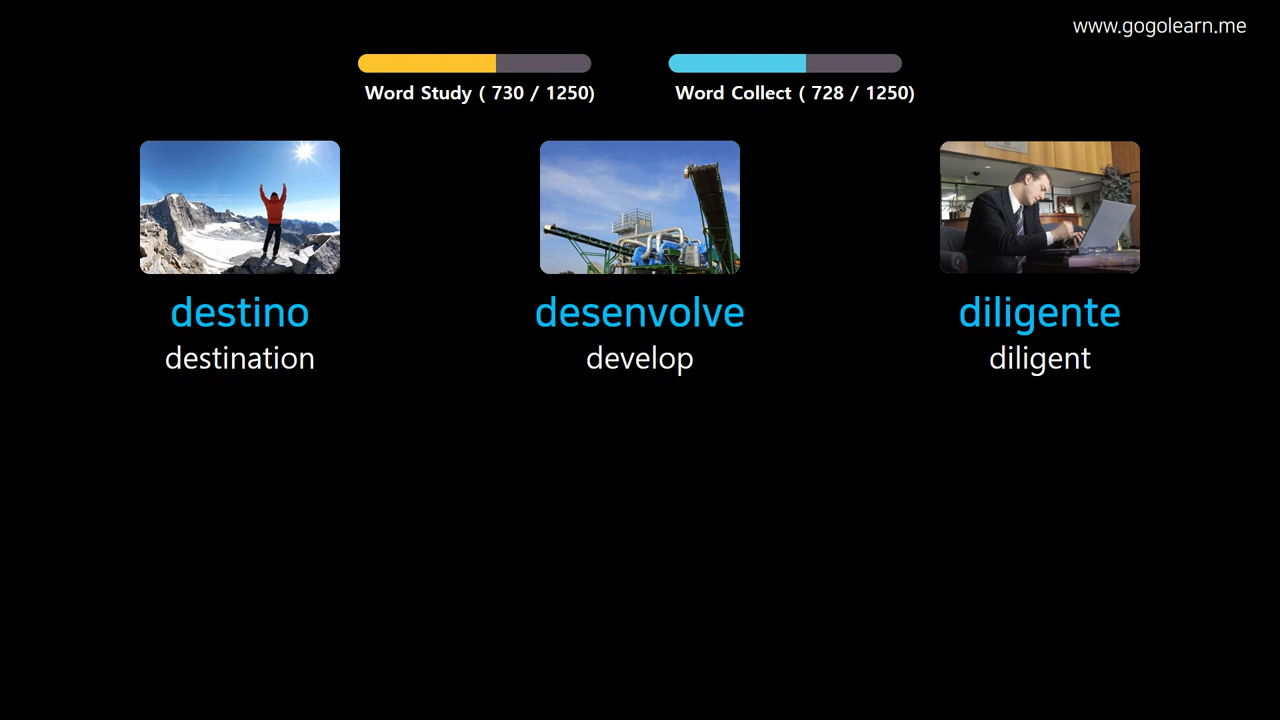 www.gogolearn.me
Word Study ( 730 / 1250)
Word Collect ( 728 / 1250)
destino
desenvolve
diligente
destination
develop
diligent